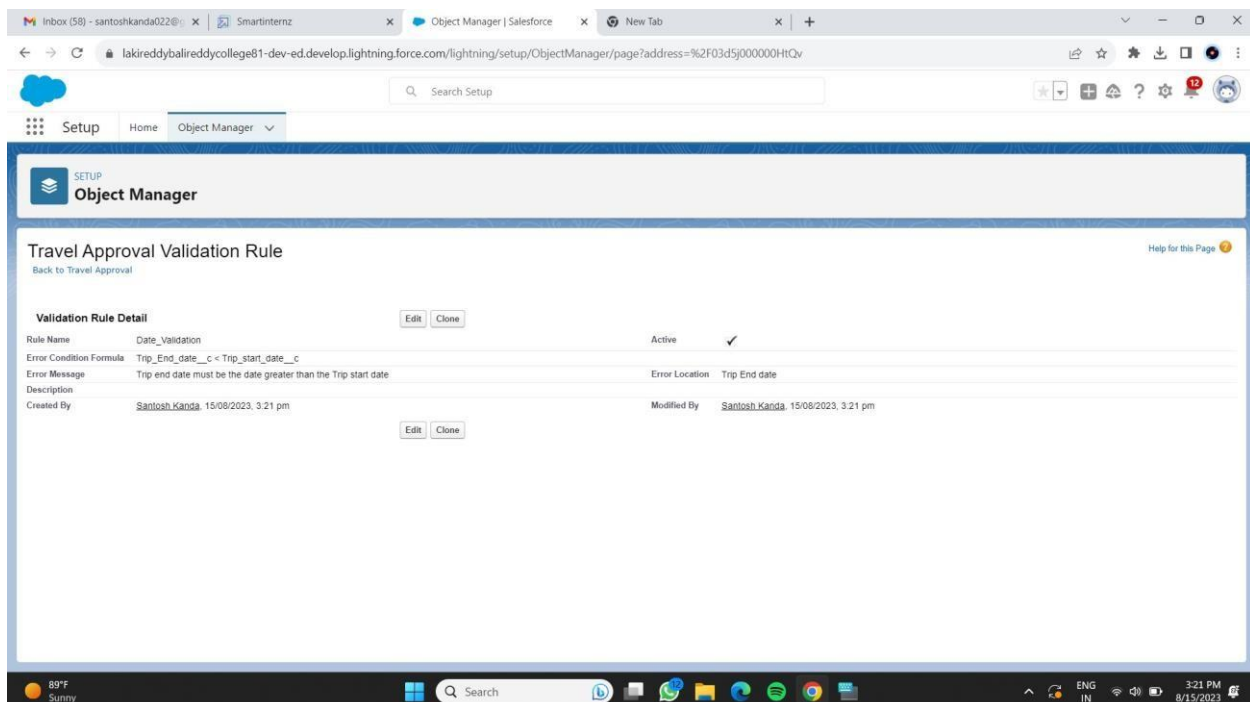 Inbox (58) - santoshkanda022@g
Smartinternz
Object Manager | Salesforce
New Tab
lakireddybalireddycollege81-dev-ed.develop.lightning.force.com/lightning/setup/ObjectManager/page?address=%2F03d5j000000HtQv
Search Setup
12
Setup Home Object Manager
SETUP
Object Manager
Travel Approval Validation Rule
Help for this Page
Back to Travel Approval
Validation Rule Detail Edit Clone
Rule Name Date_Validation Active ✓
Error Condition Formula Trip_End_date__c < Trip_start_date__c
Error Message Trip end date must be the date greater than the Trip start date Error Location Trip End date
Description
Created By Santosh Kanda, 15/08/2023, 3:21 pm Modified By Santosh Kanda, 15/08/2023, 3:21 pm
Edit Clone
89°F
Sunny
Search
12
ENG
IN
3:21 PM
8/15/2023